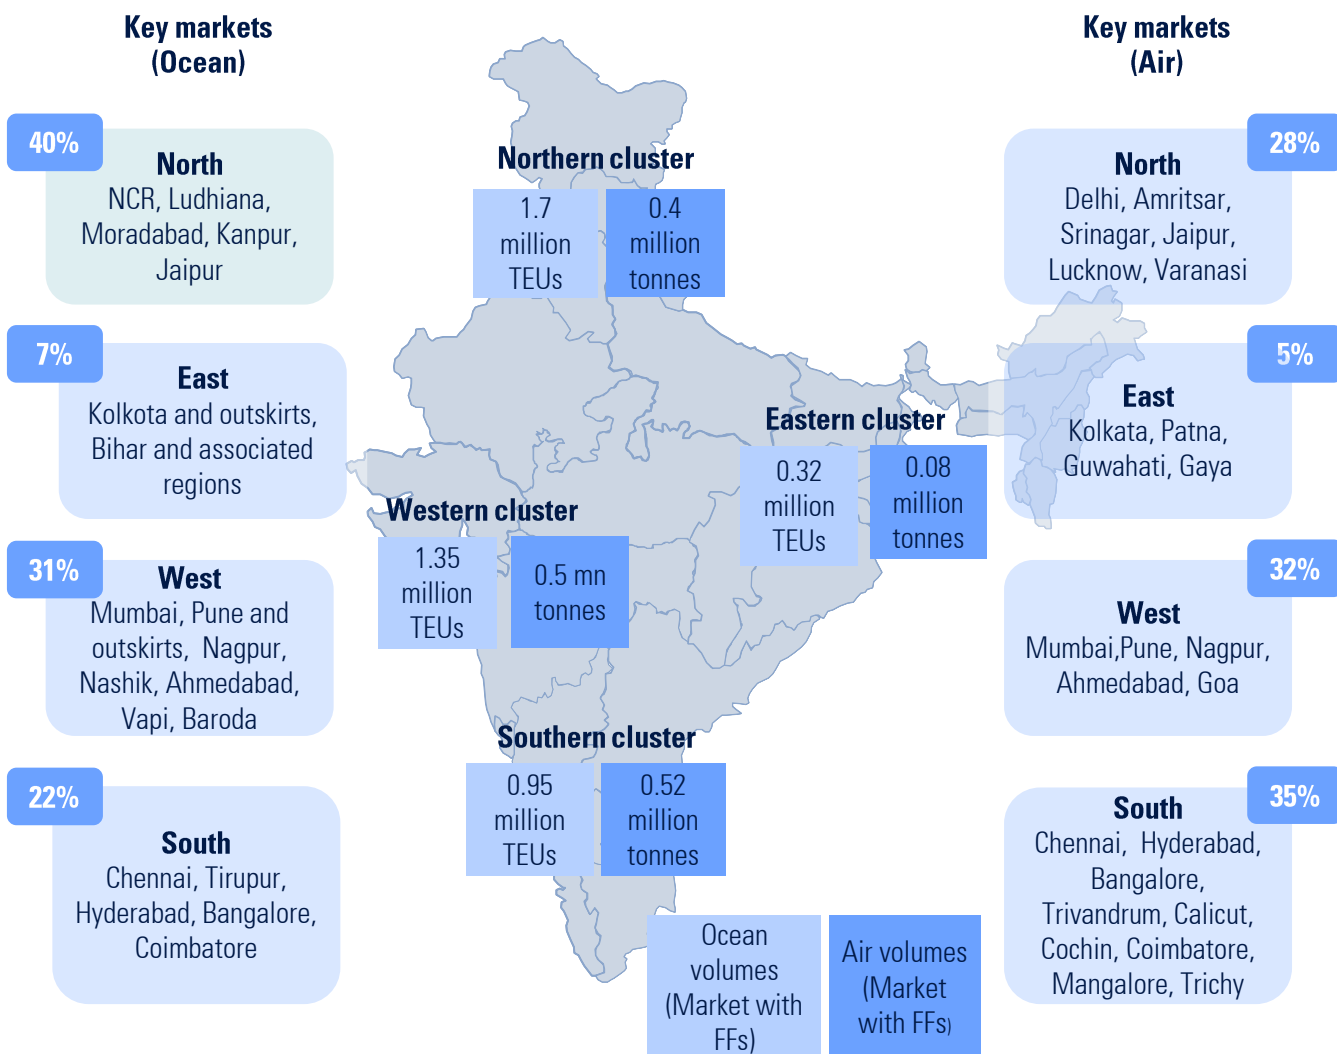 Key markets
(Ocean)
40%
North
NCR, Ludhiana,
Moradabad, Kanpur,
Jaipur
7%
East
Kolkota and outskirts,
Bihar and associated
regions
31%
West
Mumbai, Pune and
outskirts, Nagpur,
Nashik, Ahmedabad,
Vapi, Baroda
22%
South
Chennai, Tirupur,
Hyderabad, Bangalore,
Coimbatore
Northern cluster
1.7
million
TEUs
0.4
million
tonnes
Eastern cluster
0.32
million
TEUs
0.08
million
tonnes
Western cluster
1.35
million
TEUs
0.5 mn
tonnes
Southern cluster
0.95
million
TEUs
0.52
million
tonnes
Ocean
volumes
(Market with
FFs)
Air volumes
(Market
with FFs)
Key markets
(Air)
28%
North
Delhi, Amritsar,
Srinagar, Jaipur,
Lucknow, Varanasi
5%
East
Kolkata, Patna,
Guwahati, Gaya
32%
West
Mumbai,Pune, Nagpur,
Ahmedabad, Goa
35%
South
Chennai, Hyderabad,
Bangalore,
Trivandrum, Calicut,
Cochin, Coimbatore,
Mangalore, Trichy